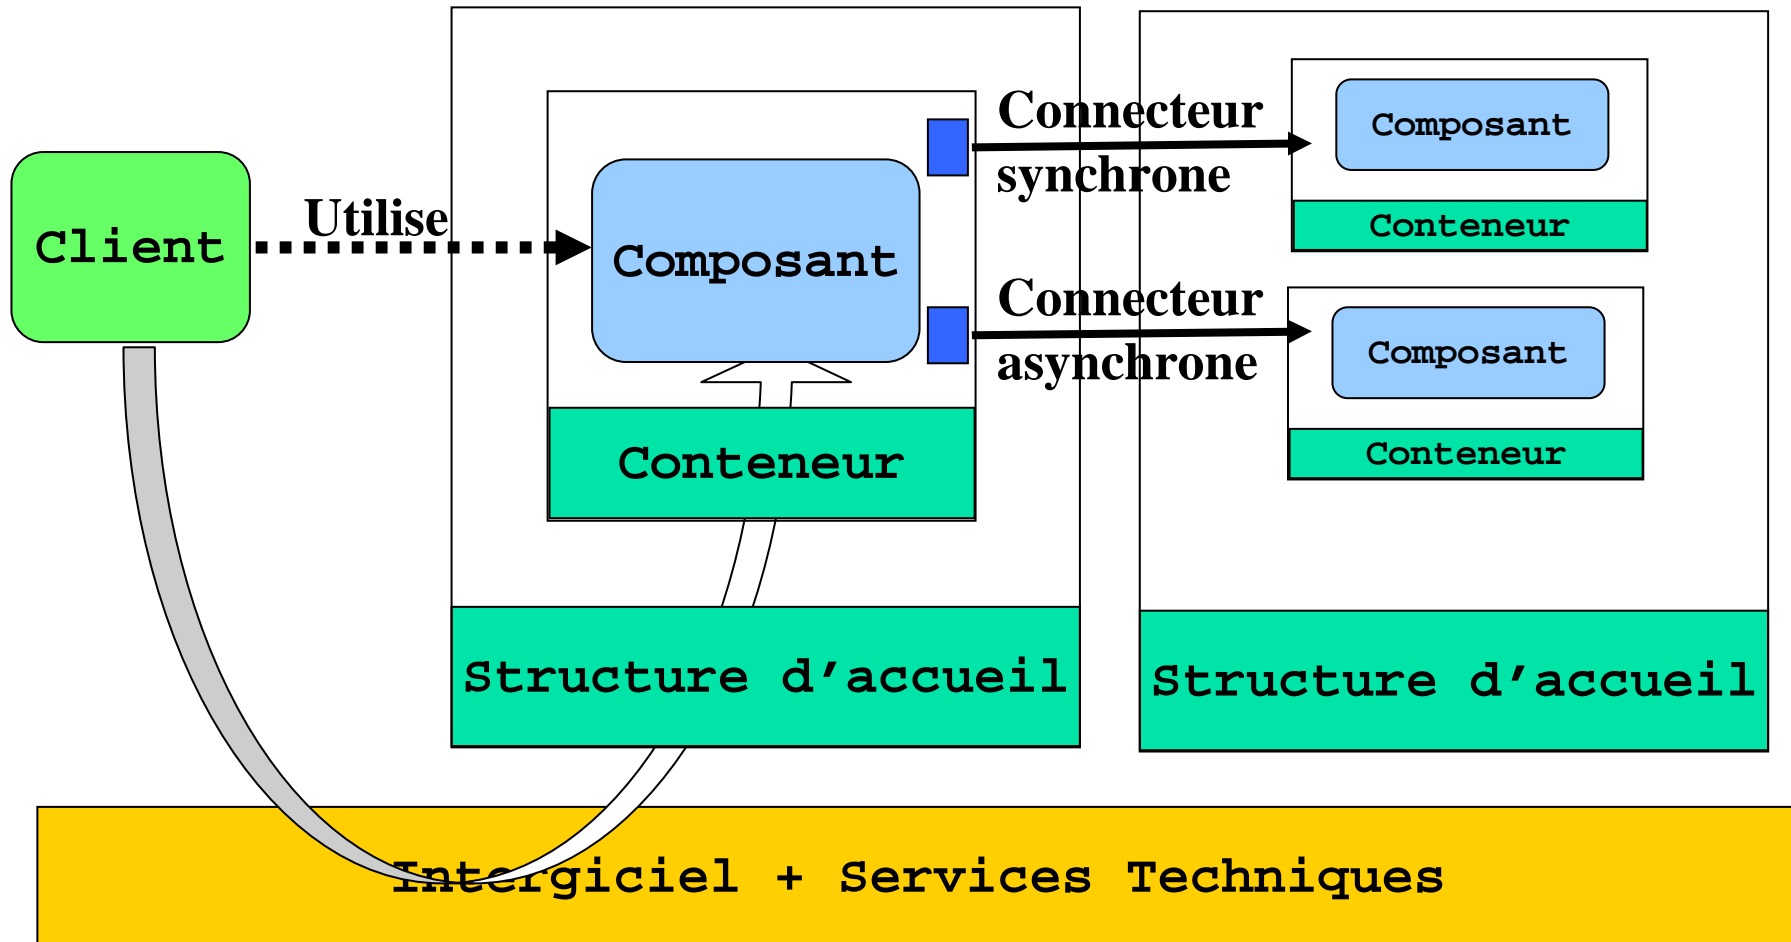 Client
Utilise
Composant
Conteneur
Structure d’accueil
Connecteur
synchrone
Connecteur
asynchrone
Composant
Conteneur
Composant
Conteneur
Structure d’accueil
Intergiciel + Services Techniques